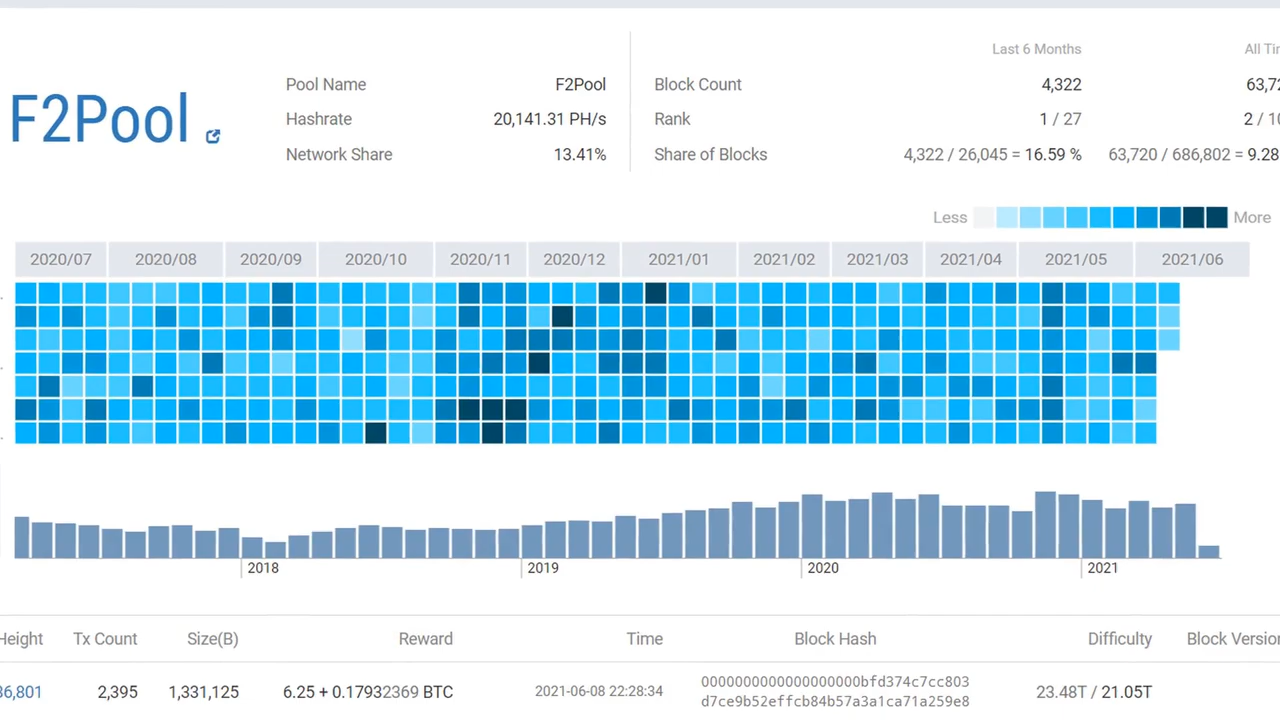 Last 6 Months All Tim
F2Pool
Pool Name F2Pool Block Count 4,322 63,72
Hashrate 20,141.31 PH/s Rank 1 / 27 2 / 10
Network Share 13.41% Share of Blocks 4,322 / 26,045 = 16.59 % 63,720 / 686,802 = 9.28
Less More
2020/07 2020/08 2020/09 2020/10 2020/11 2020/12 2021/01 2021/02 2021/03 2021/04 2021/05 2021/06
2018 2019 2020 2021
Height Tx Count Size(B) Reward Time Block Hash Difficulty Block Version
86,801 2,395 1,331,125 6.25 + 0.17932369 BTC 2021-06-08 22:28:34 0000000000000000000bfd374c7cc803 23.48T / 21.05T
d7ce9b52effcb84b57a3a1ca71a259e8